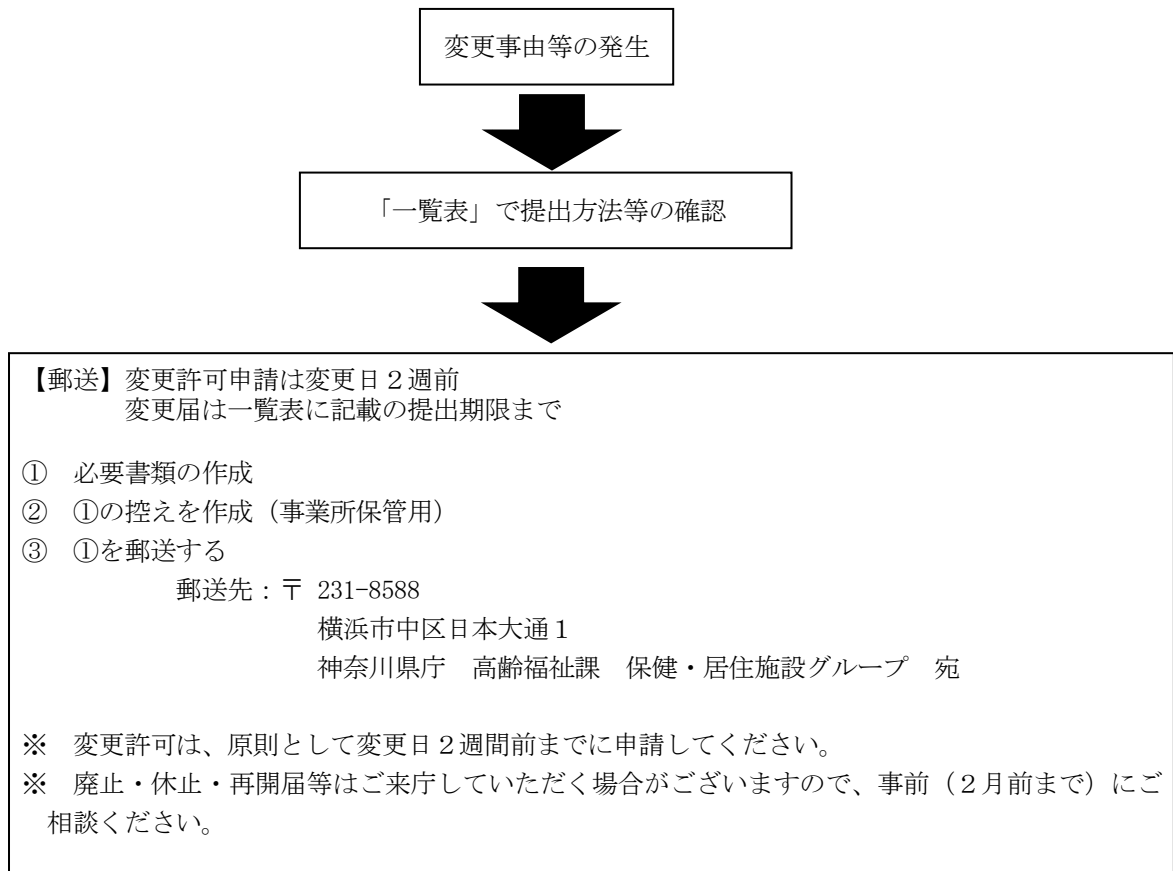 変更事由等の発生
「一覧表」で提出方法等の確認
【郵送】変更許可申請は変更日２週前
変更届は一覧表に記載の提出期限まで
①　必要書類の作成
②　①の控えを作成（事業所保管用）
③　①を郵送する
郵送先：〒 231-8588
横浜市中区日本大通１
神奈川県庁　高齢福祉課　保健・居住施設グループ　宛
※　変更許可は、原則として変更日２週間前までに申請してください。
※　廃止・休止・再開届等はご来庁していただく場合がございますので、事前（２月前まで）にご
相談ください。